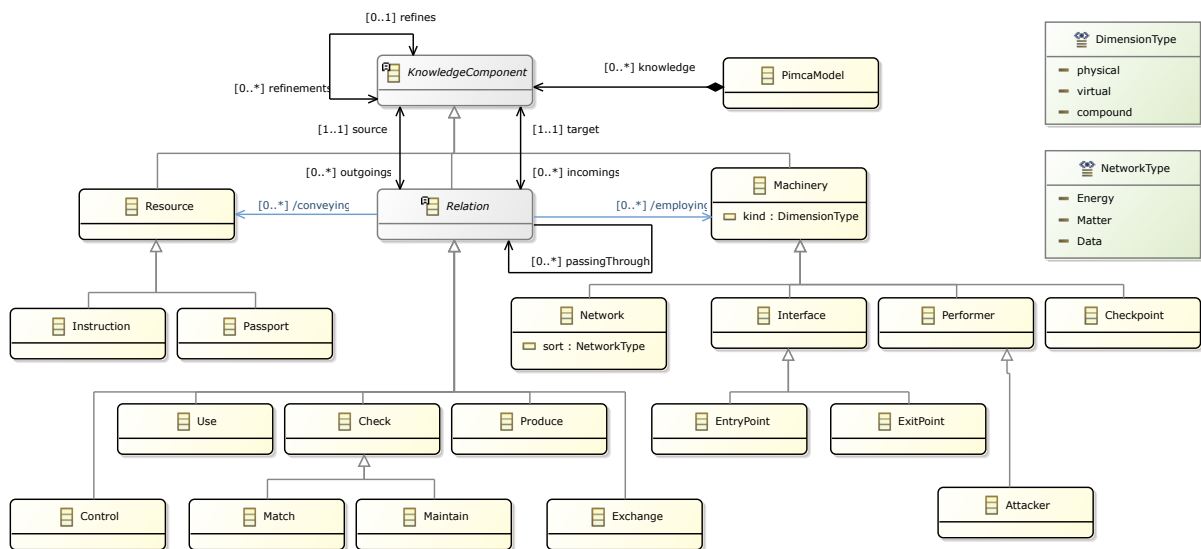 [0..1] refines
KnowledgeComponent
[0..*] knowledge
PimcaModel
DimensionType
physical
virtual
compound
[0..*] refinements
[1..1] source
[1..1] target
[0..*] outgoings
[0..*] incomings
NetworkType
Energy
Matter
Data
Resource
[0..*] /conveying
Relation
[0..*] /employing
Machinery
kind : DimensionType
[0..*] passingThrough
Instruction
Passport
Network
sort : NetworkType
Interface
Performer
Checkpoint
Use
Check
Produce
EntryPoint
ExitPoint
Control
Match
Maintain
Exchange
Attacker